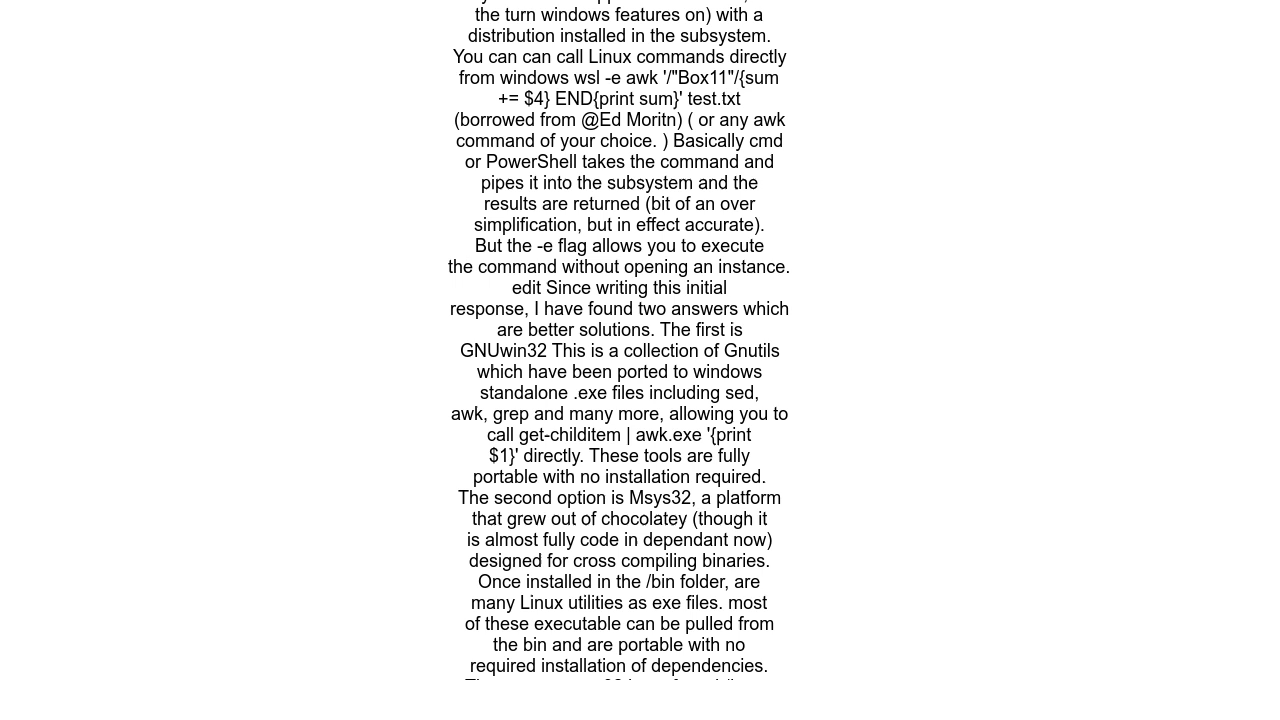 the turn windows features on) with a
distribution installed in the subsystem.
You can can call Linux commands directly
from windows wsl -e awk '/"Box11"/{sum
+= $4} END{print sum}' test.txt
(borrowed from @Ed Moritn) ( or any awk
command of your choice. ) Basically cmd
or PowerShell takes the command and
pipes it into the subsystem and the
results are returned (bit of an over
simplification, but in effect accurate).
But the -e flag allows you to execute
the command without opening an instance.
edit Since writing this initial
response, I have found two answers which
are better solutions. The first is
GNUwin32 This is a collection of Gnutils
which have been ported to windows
standalone .exe files including sed,
awk, grep and many more, allowing you to
call get-childitem | awk.exe '{print
$1}' directly. These tools are fully
portable with no installation required.
The second option is Msys32, a platform
that grew out of chocolatey (though it
is almost fully code in dependant now)
designed for cross compiling binaries.
Once installed in the /bin folder, are
many Linux utilities as exe files. most
of these executable can be pulled from
the bin and are portable with no
required installation of dependencies.